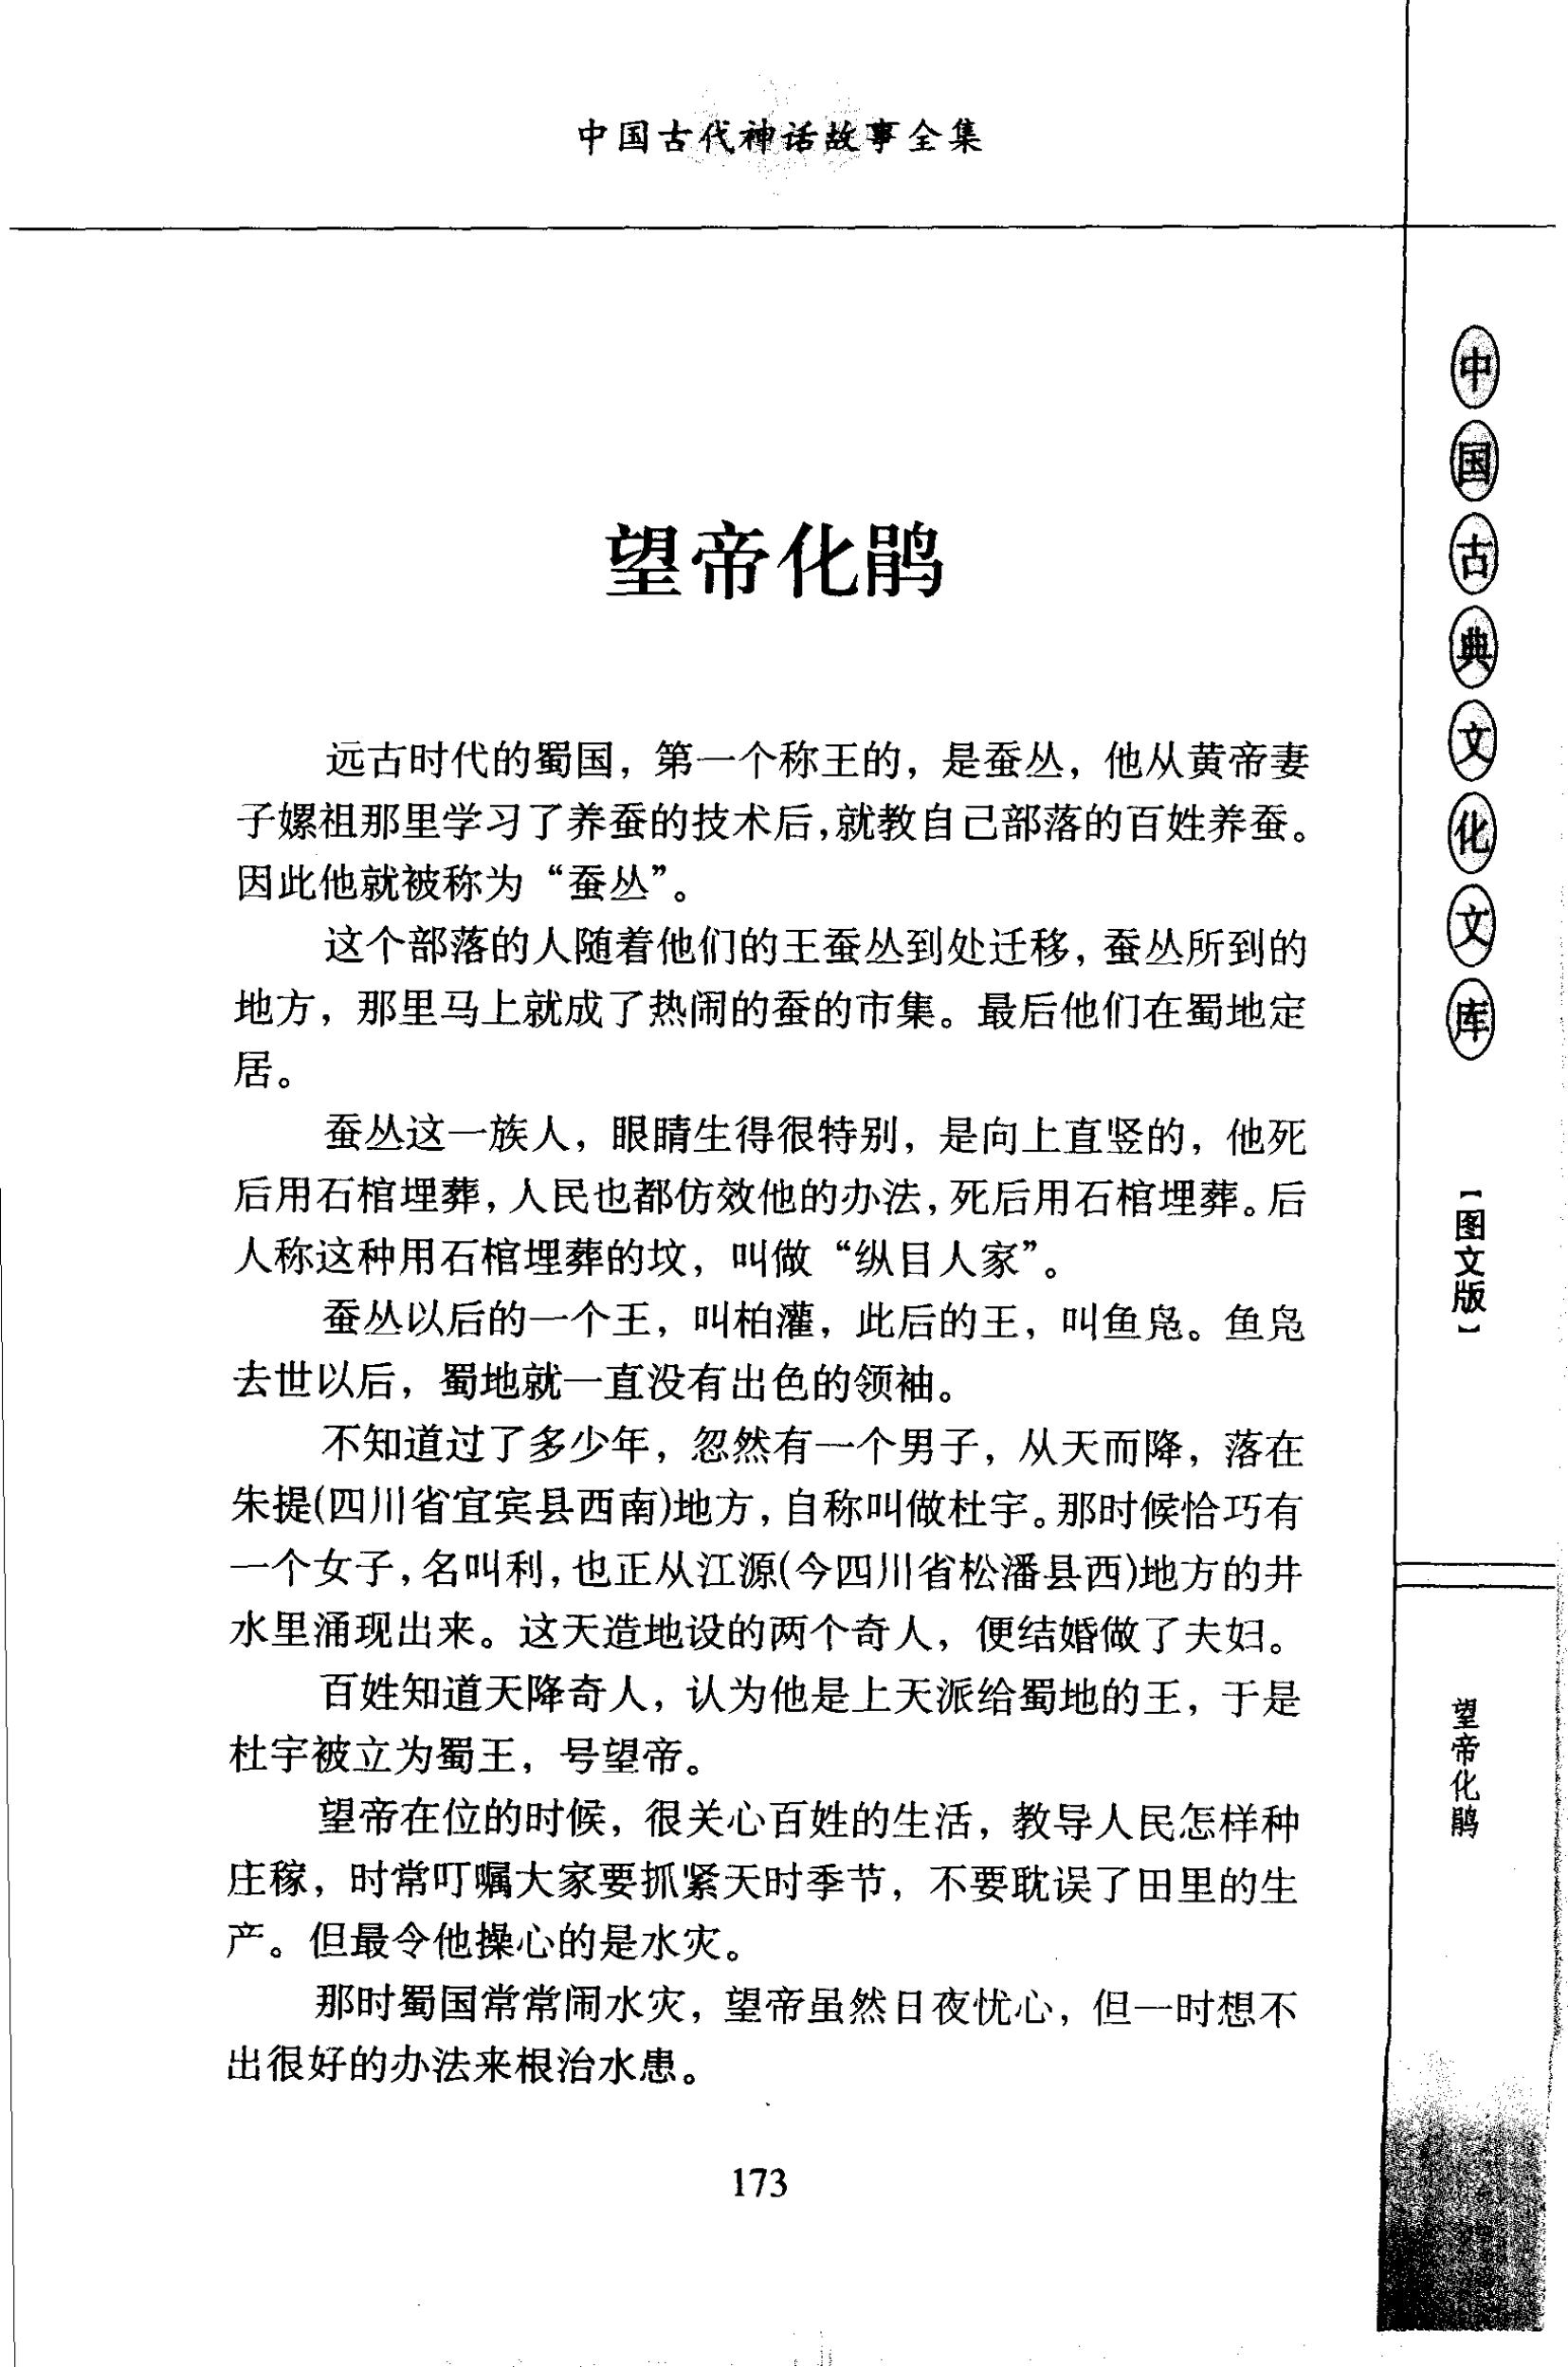 中国古代神话故事全集
望帝化鹃
远古时代的蜀国，第一个称王的，是蚕丛，他从黄帝妻
子嫘祖那里学习了养蚕的技术后，就教自己部落的百姓养蚕。
因此他就被称为“蚕丛”。
这个部落的人随着他们的王蚕丛到处迁移，蚕丛所到的
地方，那里马上就成了热闹的蚕的市集。最后他们在蜀地定
居。
蚕丛这一族人，眼睛生得很特别，是向上直竖的，他死
后用石棺埋葬，人民也都仿效他的办法，死后用石棺埋葬。后
人称这种用石棺埋葬的坟，叫做“纵目人家”。
蚕丛以后的一个王，叫柏灌，此后的王，叫鱼凫。鱼凫
去世以后，蜀地就一直没有出色的领袖。
不知道过了多少年，忽然有一个男子，从天而降，落在
朱提(四川省宜宾县西南)地方，自称叫做杜宇。那时候恰巧有
一个女子，名叫利，也正从江源(今四川省松潘县西)地方的井
水里涌现出来。这天造地设的两个奇人，便结婚做了夫妇。
百姓知道天降奇人，认为他是上天派给蜀地的王，于是
杜宇被立为蜀王，号望帝。
望帝在位的时候，很关心百姓的生活，教导人民怎样种
庄稼，时常叮嘱大家要抓紧天时季节，不要耽误了田里的生
产。但最令他操心的是水灾。
那时蜀国常常闹水灾，望帝虽然日夜忧心，但一时想不
出很好的办法来根治水患。
173
中国古典文化文库
【图文版】
望帝化鹃